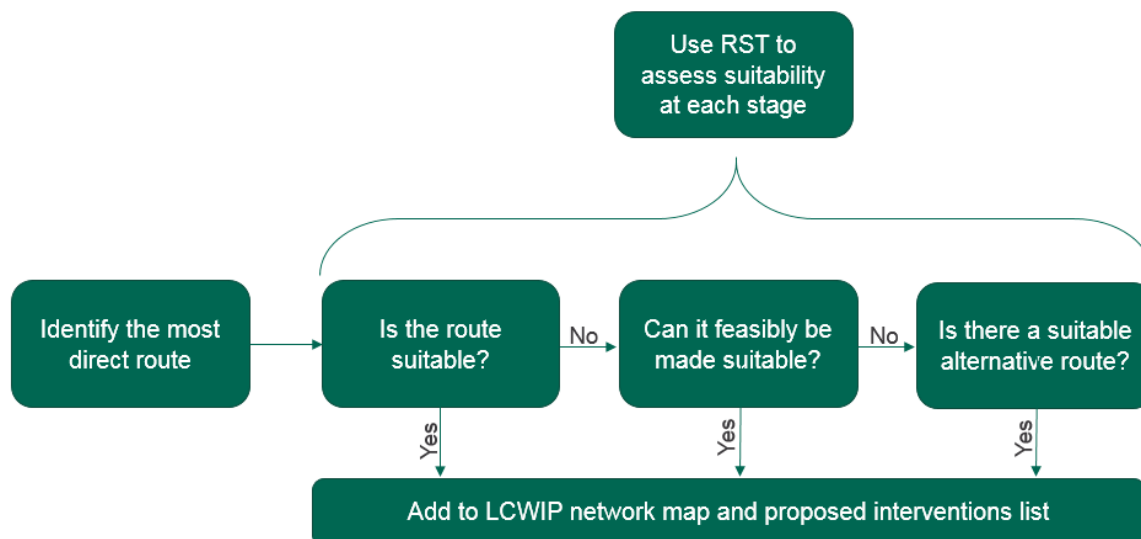 Use RST to
assess suitability
at each stage
Identify the most
direct route
Is the route
suitable?
No
Can it feasibly be
made suitable?
No
Is there a suitable
alternative route?
Yes
Yes
Yes
Add to LCWIP network map and proposed interventions list